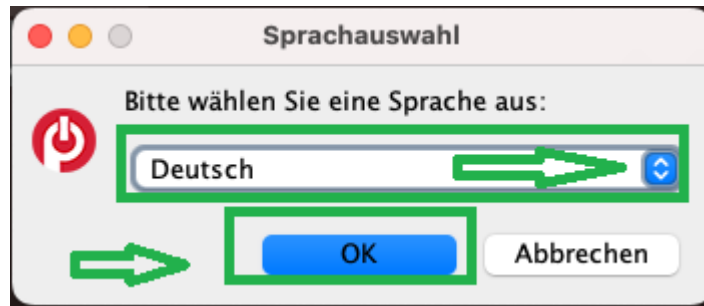 Sprachauswahl
Bitte wählen Sie eine Sprache aus:
Deutsch
OK
Abbrechen